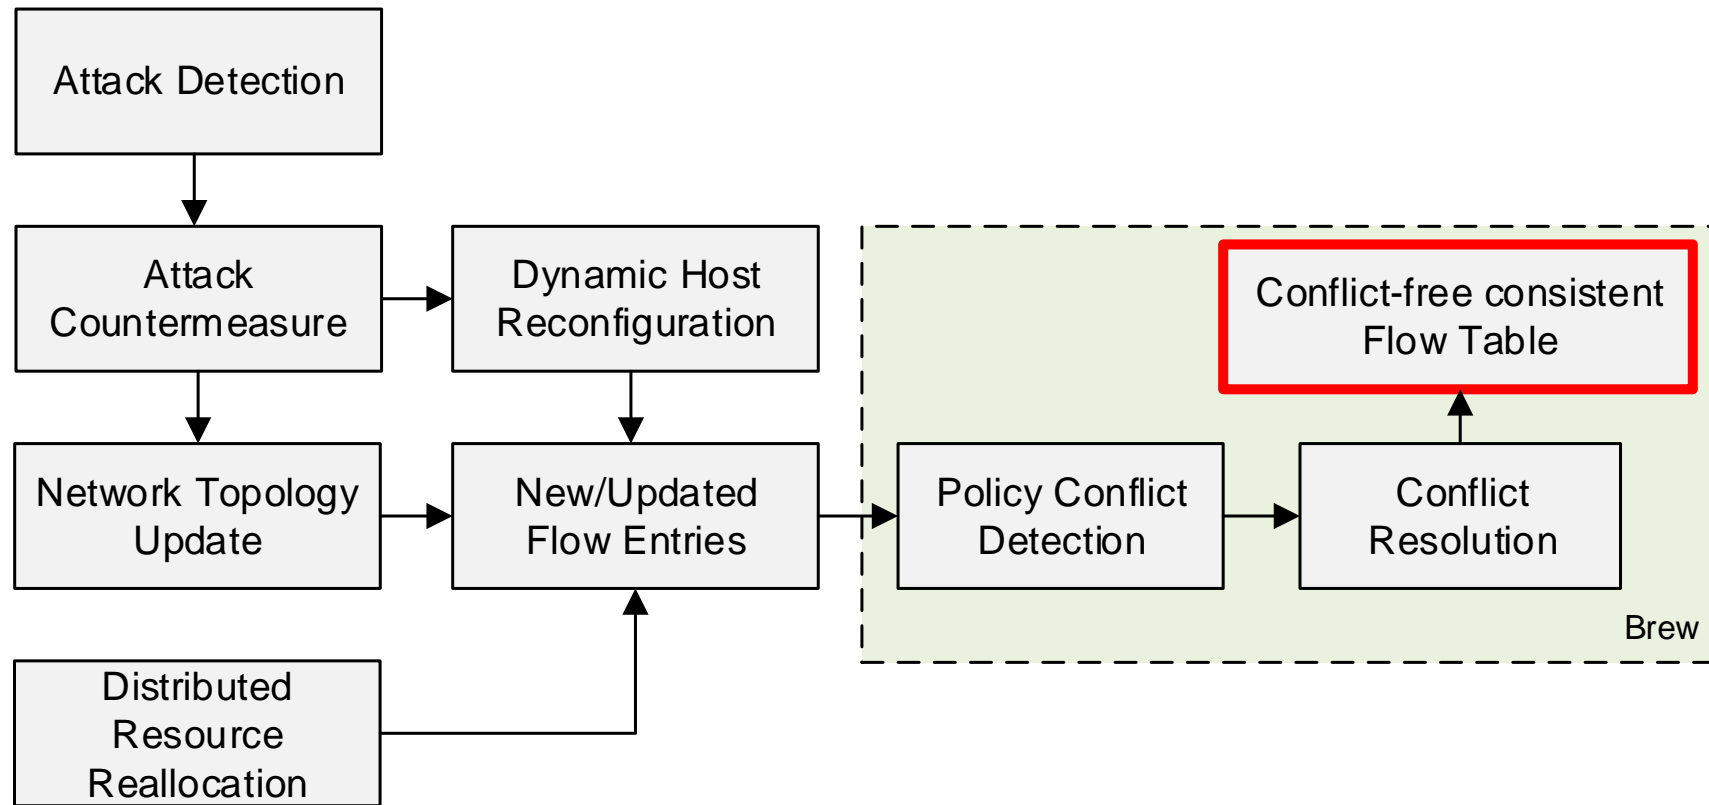 Attack Detection
Attack
Countermeasure
Dynamic Host
Reconfiguration
Conflict-free consistent
Flow Table
Network Topology
Update
New/Updated
Flow Entries
Policy Conflict
Detection
Conflict
Resolution
Brew
Distributed
Resource
Reallocation